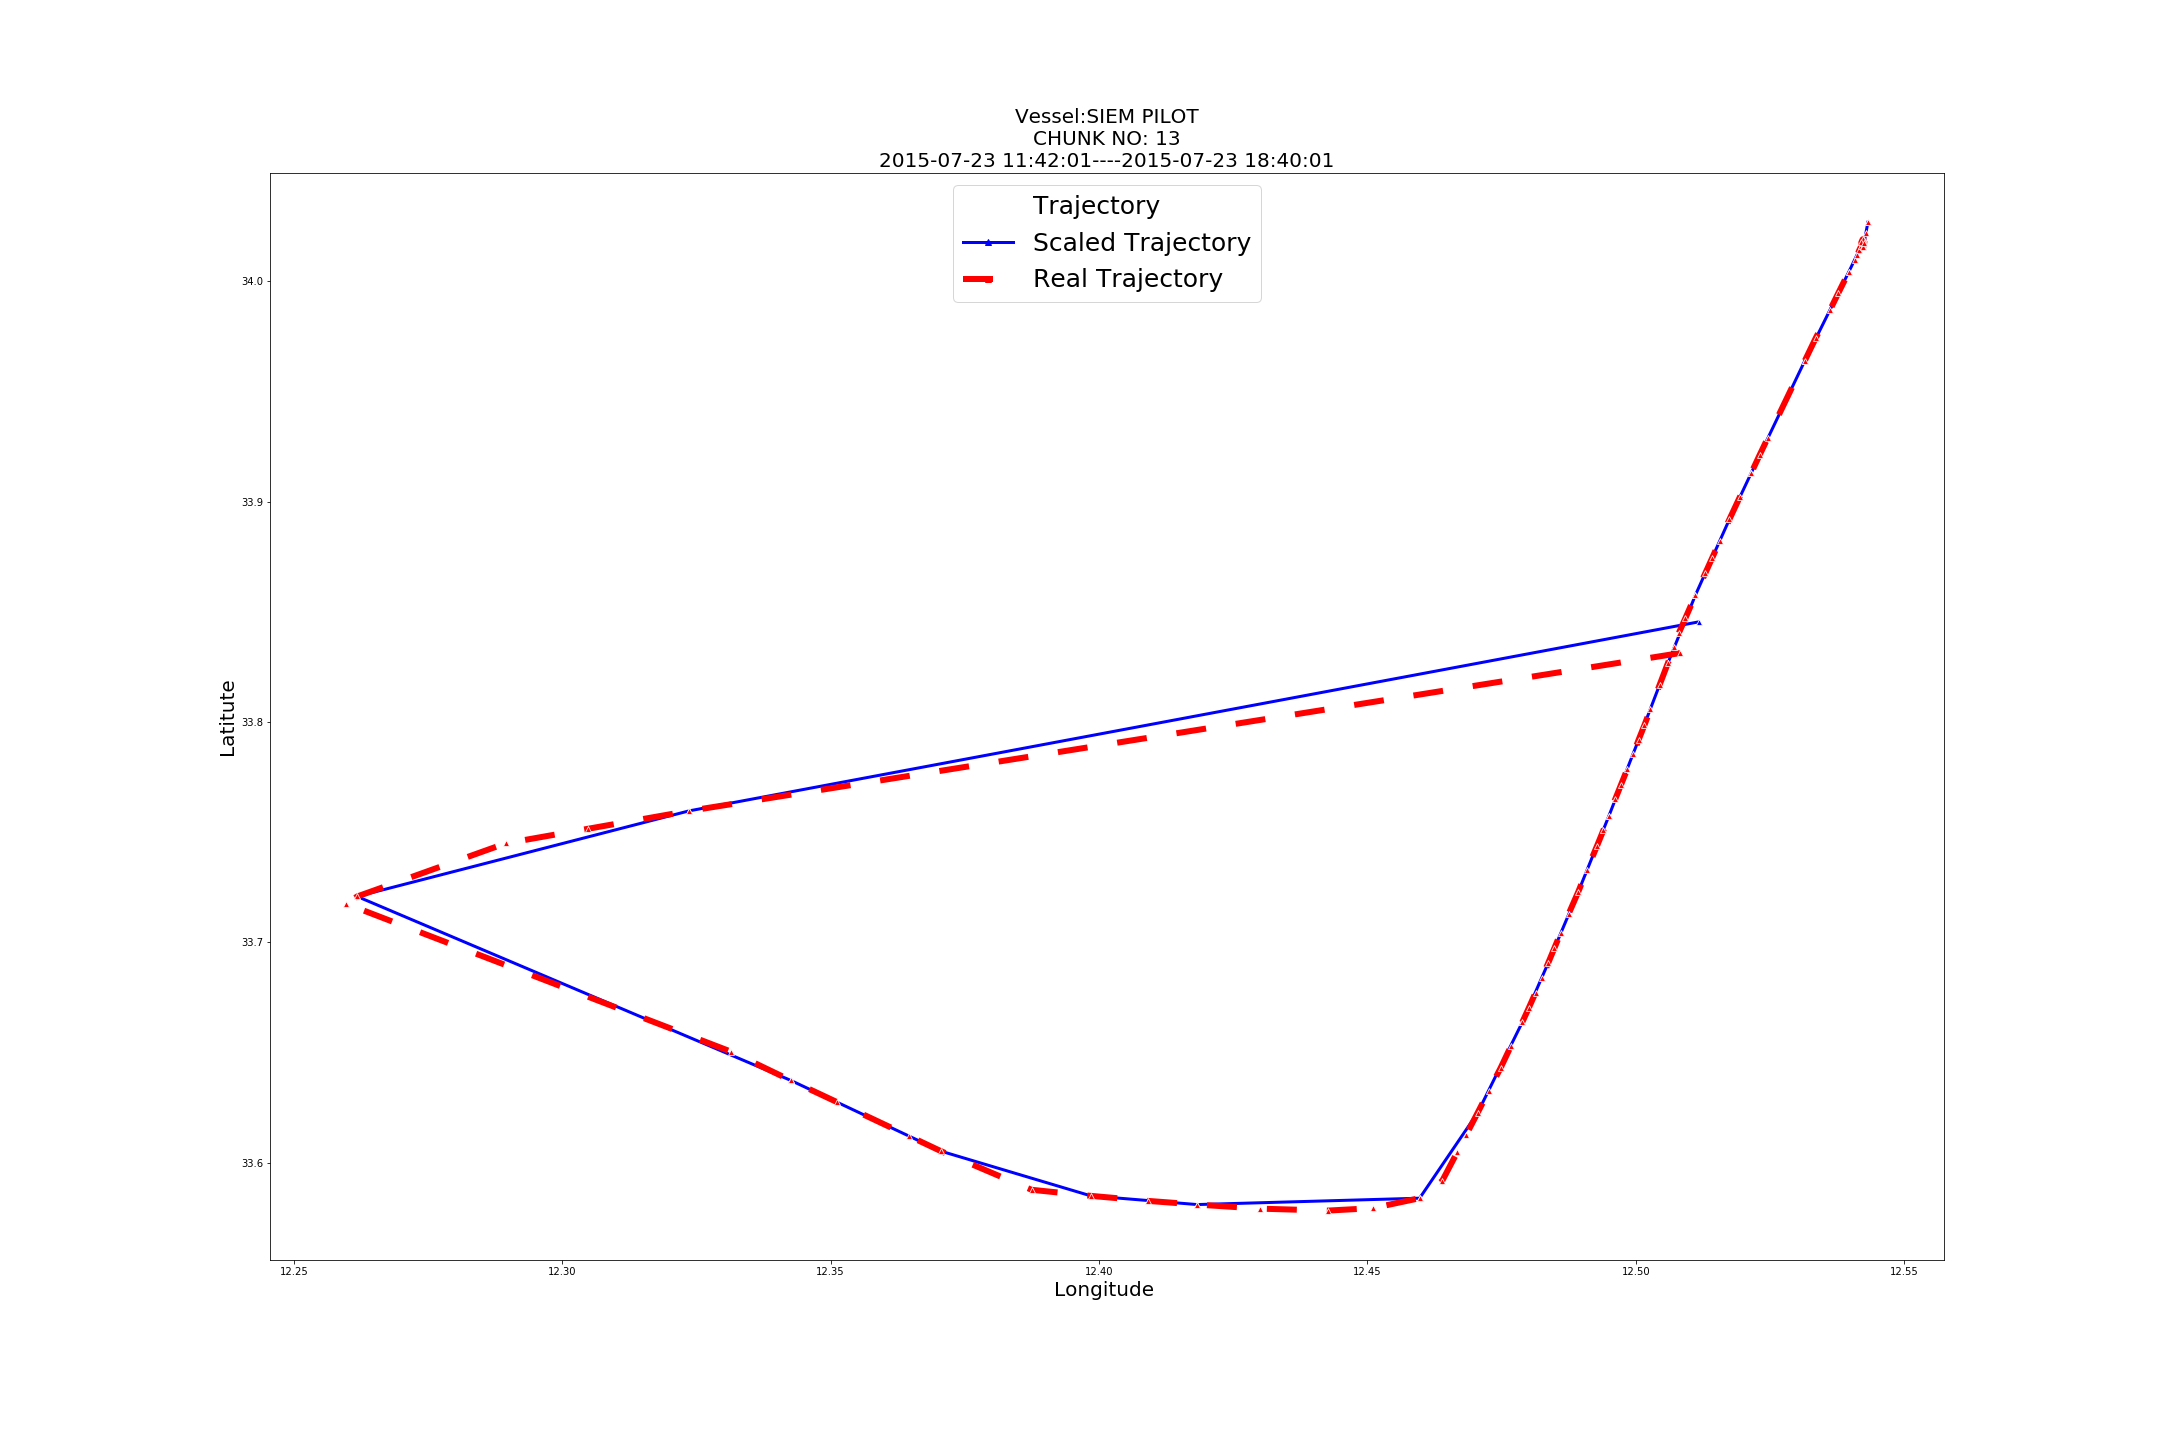 Vessel:SIEM PILOT
CHUNK NO: 13
2015-07-23 11:42:01----2015-07-23 18:40:01
Trajectory
Scaled Trajectory
Real Trajectory
34.0
33.9
33.8
33.7
33.6
Latitude
12.25 12.30 12.35 12.40 12.45 12.50 12.55
Longitude